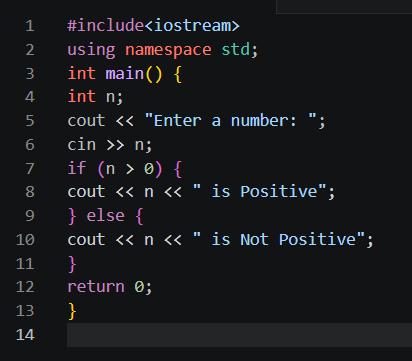 1 #include<iostream>
2 using namespace std;
3 int main() {
4 int n;
5 cout << "Enter a number: ";
6 cin >> n;
7 if (n > 0) {
8 cout << n << " is Positive";
9 } else {
10 cout << n << " is Not Positive";
11 }
12 return 0;
13 }
14